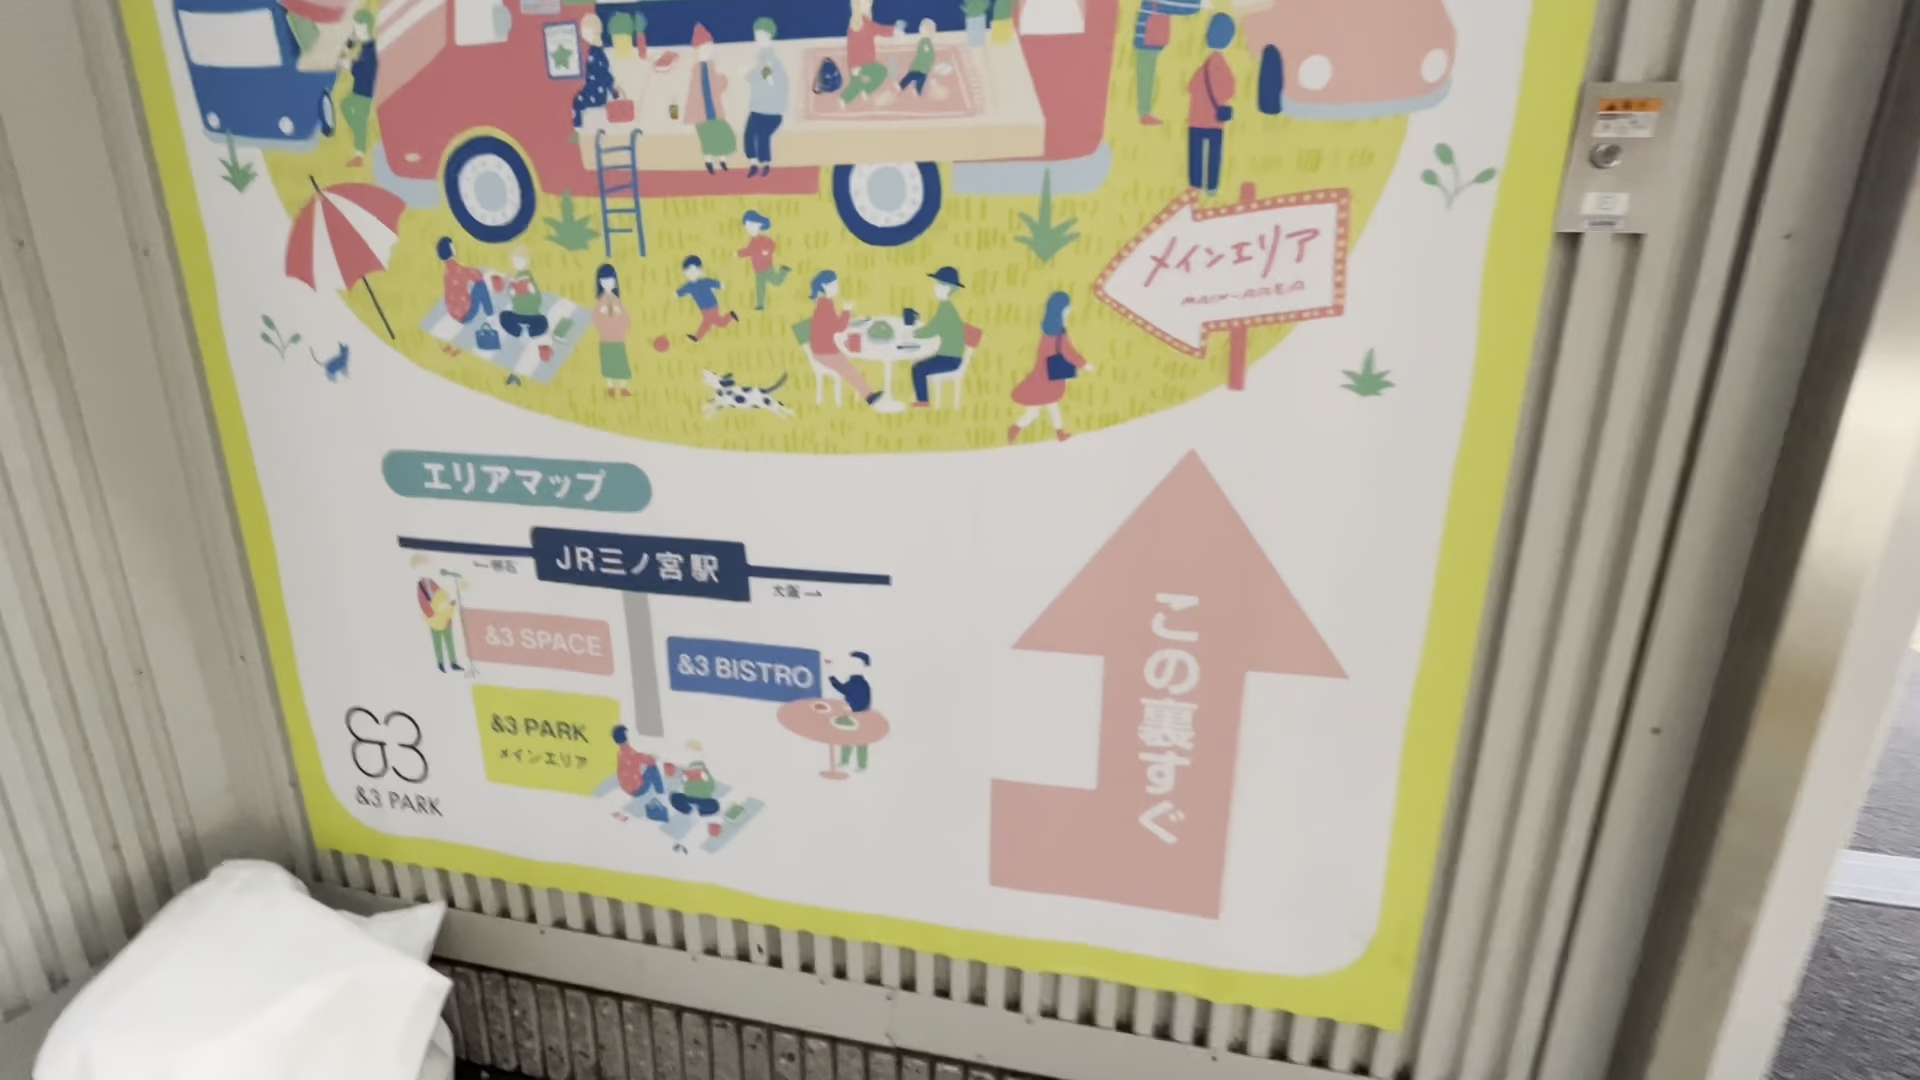 メインエリア
MAIN-AREA
エリアマップ
JR三ノ宮駅
大阪→
&3 SPACE
&3 BISTRO
&3 PARK
メインエリア
&3
&3 PARK
この裏すぐ